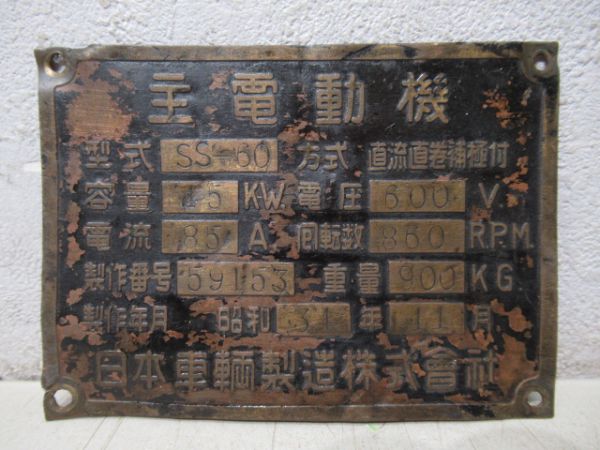 主電動機
型式 SS-60 方式 直流直巻補極付
容量 45 KW. 電圧 600 V.
電流 85 A. 回転数 860 R.P.M.
製作番号 59153 重量 900 KG.
製作年月 昭和 31 年 11 月
日本車輌製造株式會社